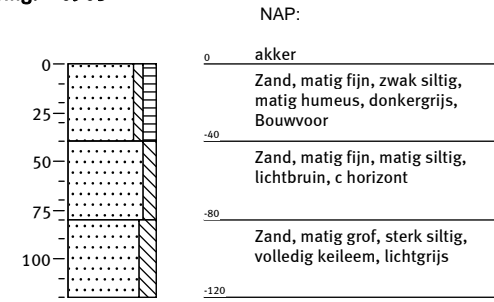 NAP:
0
0
akker
Zand, matig fijn, zwak siltig,
matig humeus, donkergrijs,
Bouwvoor
25
-40
50
Zand, matig fijn, matig siltig,
lichtbruin, c horizont
75
-80
Zand, matig grof, sterk siltig,
volledig keileem, lichtgrijs
100
-120